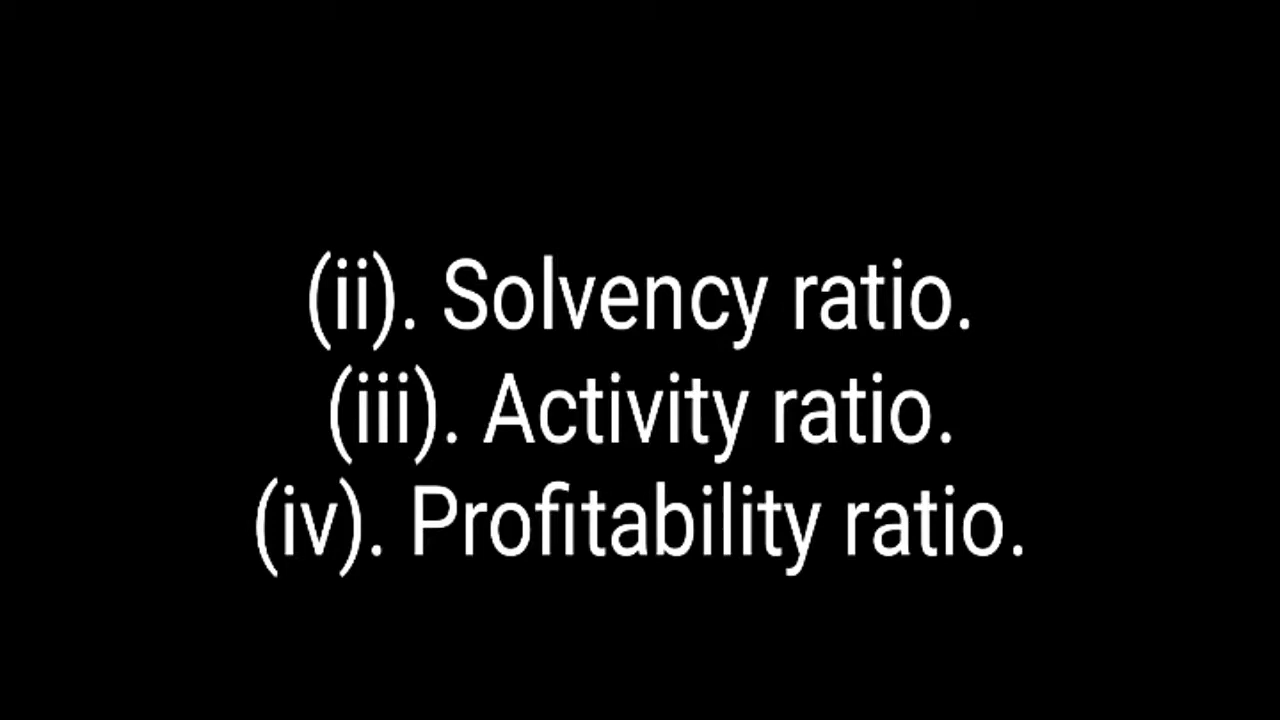 (ii). Solvency ratio.
(iii). Activity ratio.
(iv). Profitability ratio.